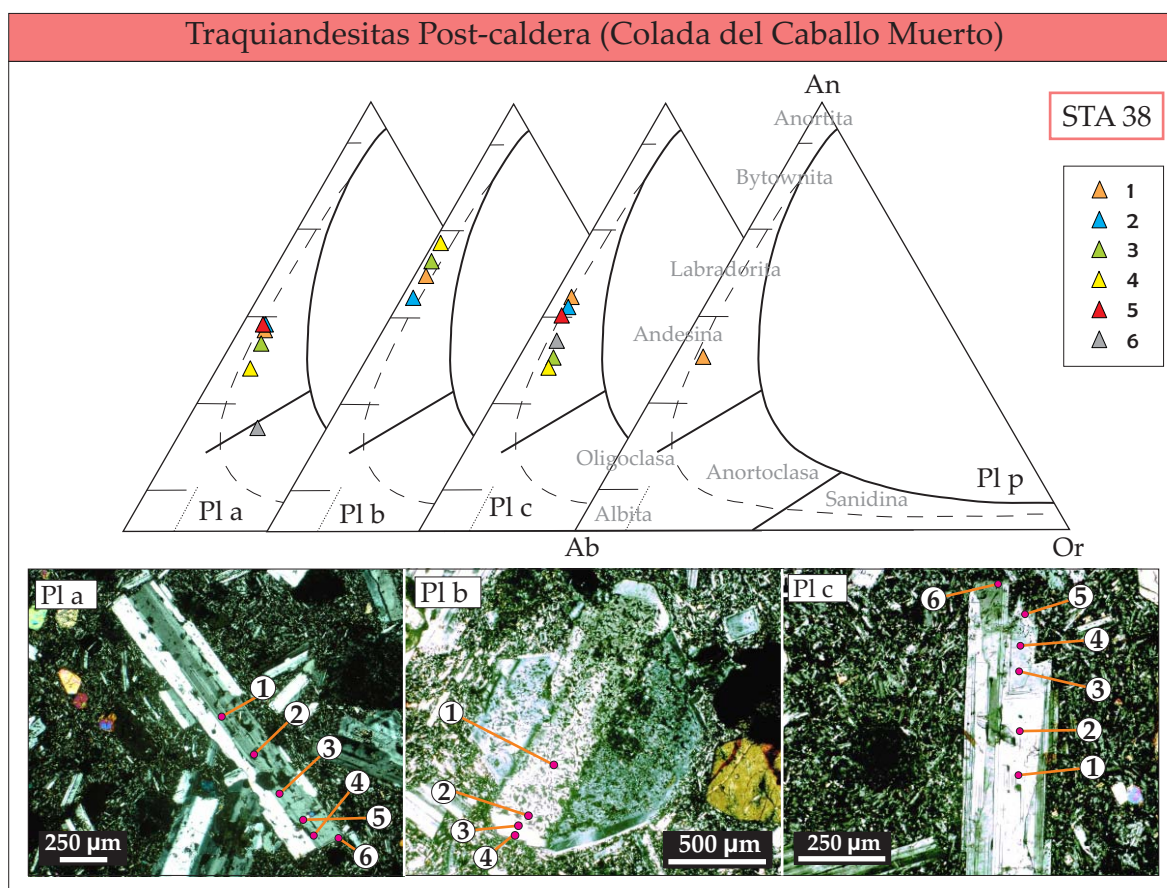 Traquiandesitas Post-caldera (Colada del Caballo Muerto)
An
Anortita
STA 38
Bytownita
1
2
3
4
5
6
Labradorita
Andesina
Oligoclasa
Anortoclasa
Sanidina
Albita
Pl a
Pl b
Pl c
Pl p
Ab
Or
Pl a
1
2
3
4
5
6
250 µm
Pl b
1
2
3
4
500 µm
Pl c
6
5
4
3
2
1
250 µm